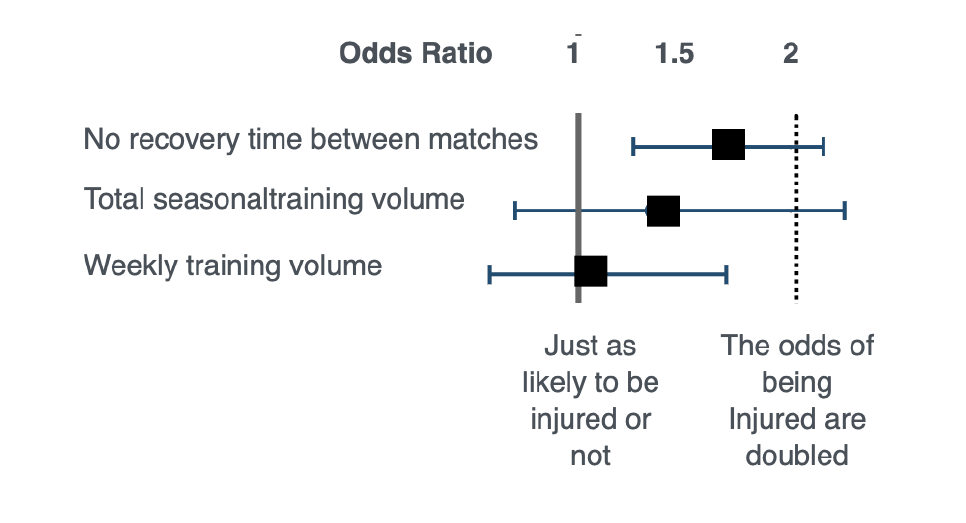 Odds Ratio 1 1.5 2
No recovery time between matches
Total seasonaltraining volume
Weekly training volume
Just as
likely to be
injured or
not
The odds of
being
Injured are
doubled